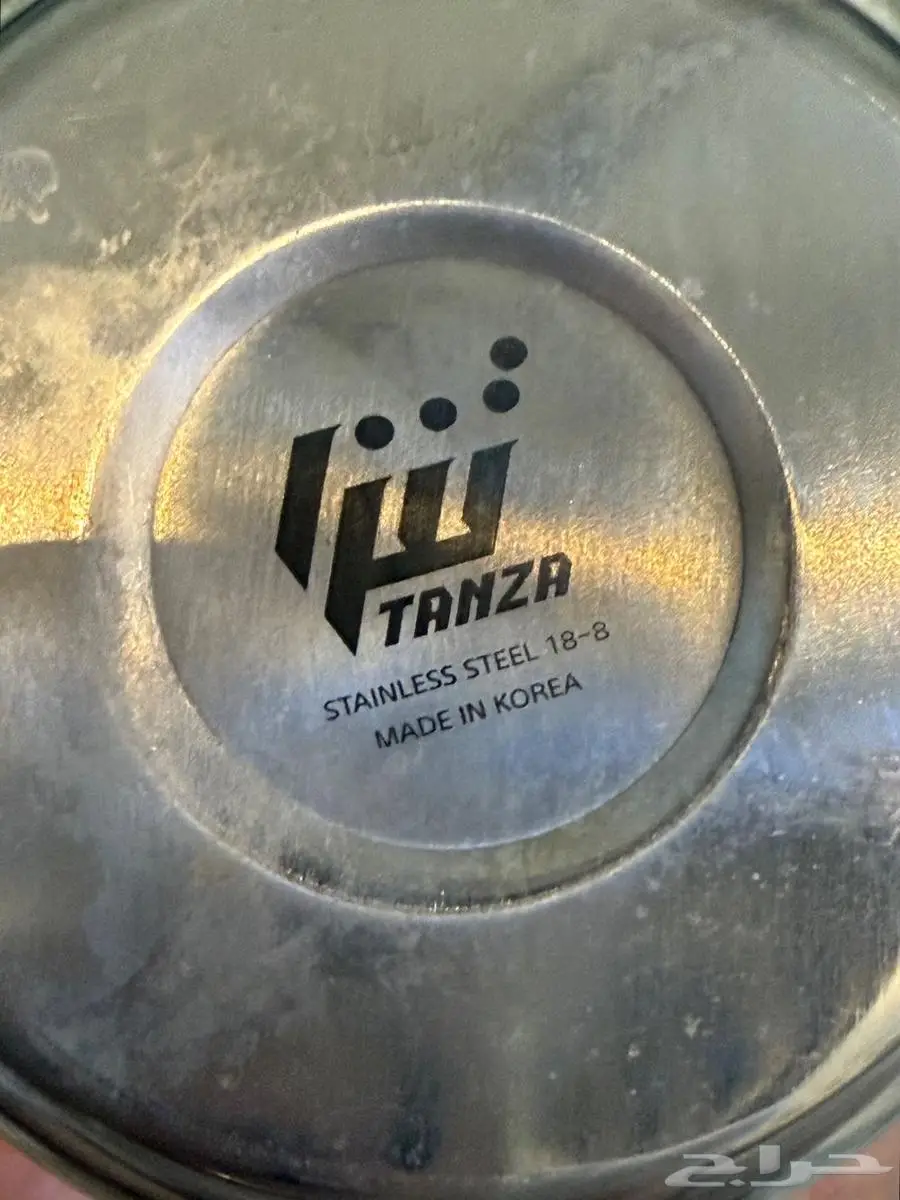 TANZA
STAINLESS STEEL 18-8
MADE IN KOREA
حراج